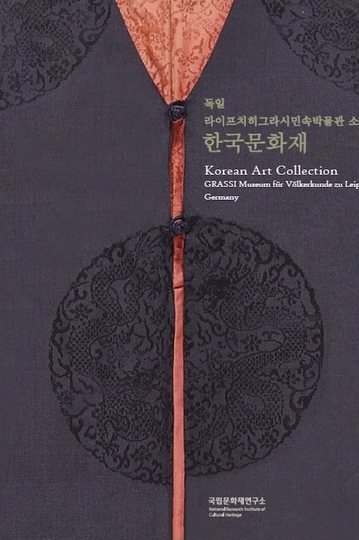 독일
라이프치히그라시민속박물관 소
한국문화재
Korean Art Collection
GRASSI Museum für Völkerkunde zu Leip
Germany
국립문화재연구소
National Research Institute of
Cultural Heritage